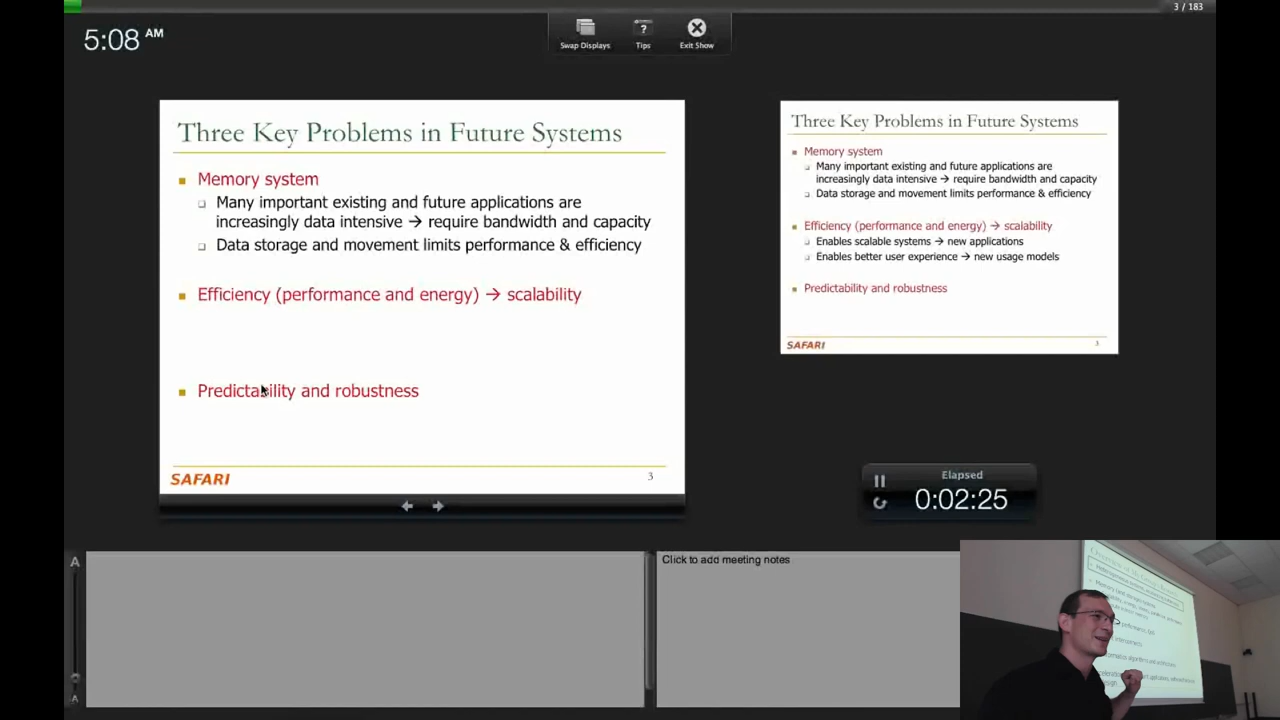 3 / 183
5:08 AM
Swap Displays
Tips
Exit Show
Three Key Problems in Future Systems
Memory system
Many important existing and future applications are
increasingly data intensive → require bandwidth and capacity
Data storage and movement limits performance & efficiency
Efficiency (performance and energy) → scalability
Predictability and robustness
SAFARI
3
Three Key Problems in Future Systems
Memory system
Many important existing and future applications are
increasingly data intensive → require bandwidth and capacity
Data storage and movement limits performance & efficiency
Efficiency (performance and energy) → scalability
Enables scalable systems → new applications
Enables better user experience → new usage models
Predictability and robustness
SAFARI
3
Elapsed
0:02:25
A
A
Click to add meeting notes